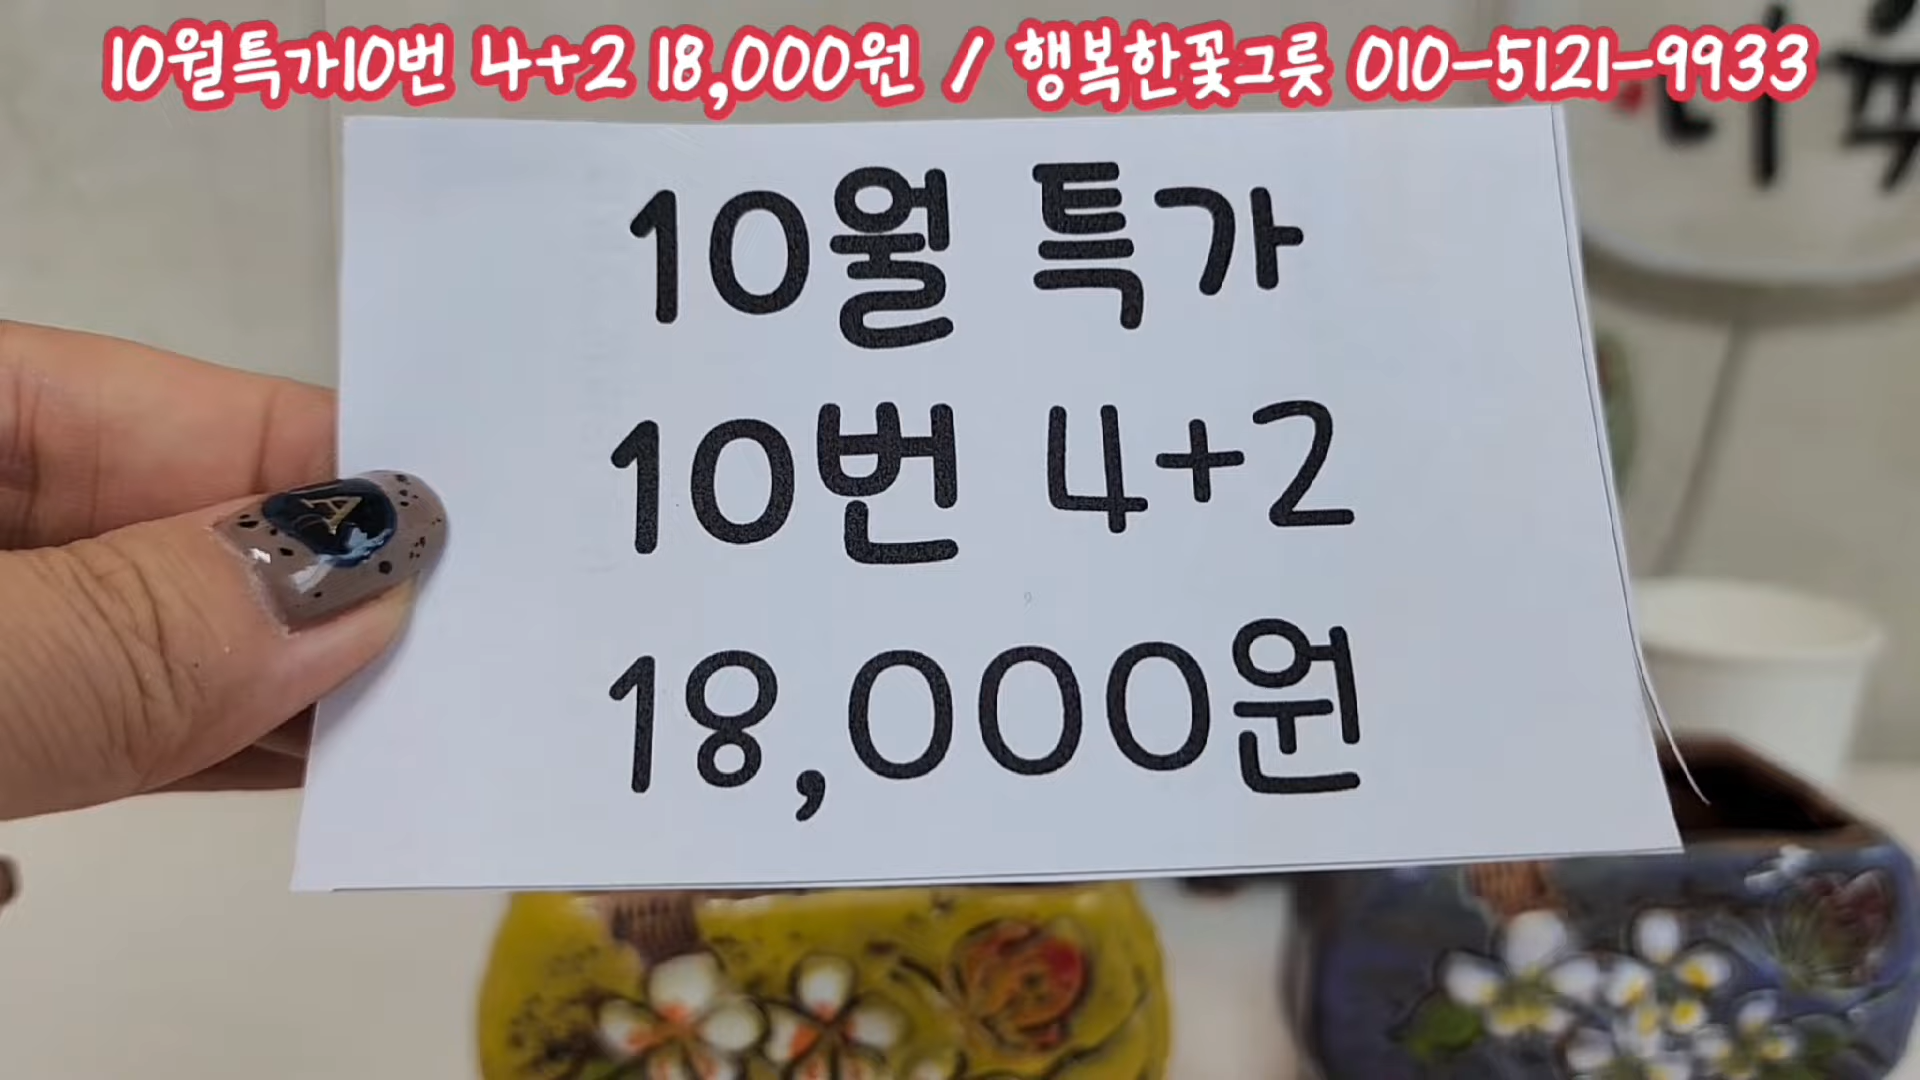 10월특가10번 4+2 18,000원 / 행복한꽃그릇 010-5121-9933
10월 특가
10번 4+2
18,000원
A